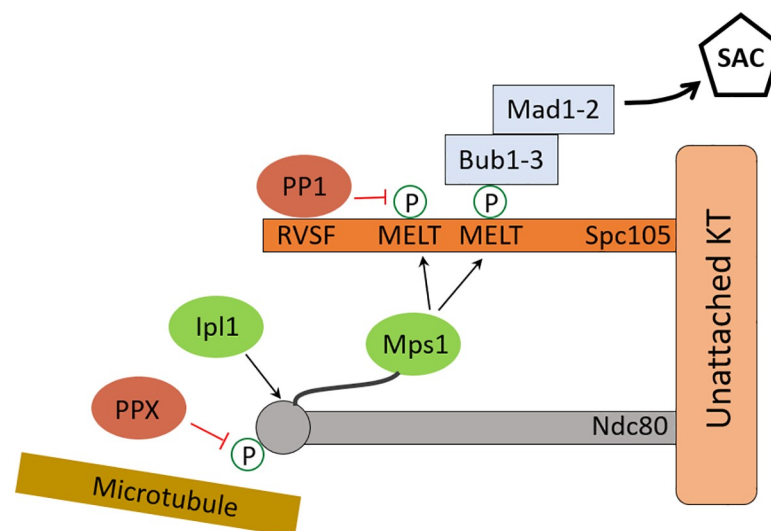 SAC
Mad1-2
Bub1-3
PP1
P
P
RVSF MELT MELT Spc105
Ipl1
Mps1
PPX
P
Ndc80
Microtubule
Unattached KT